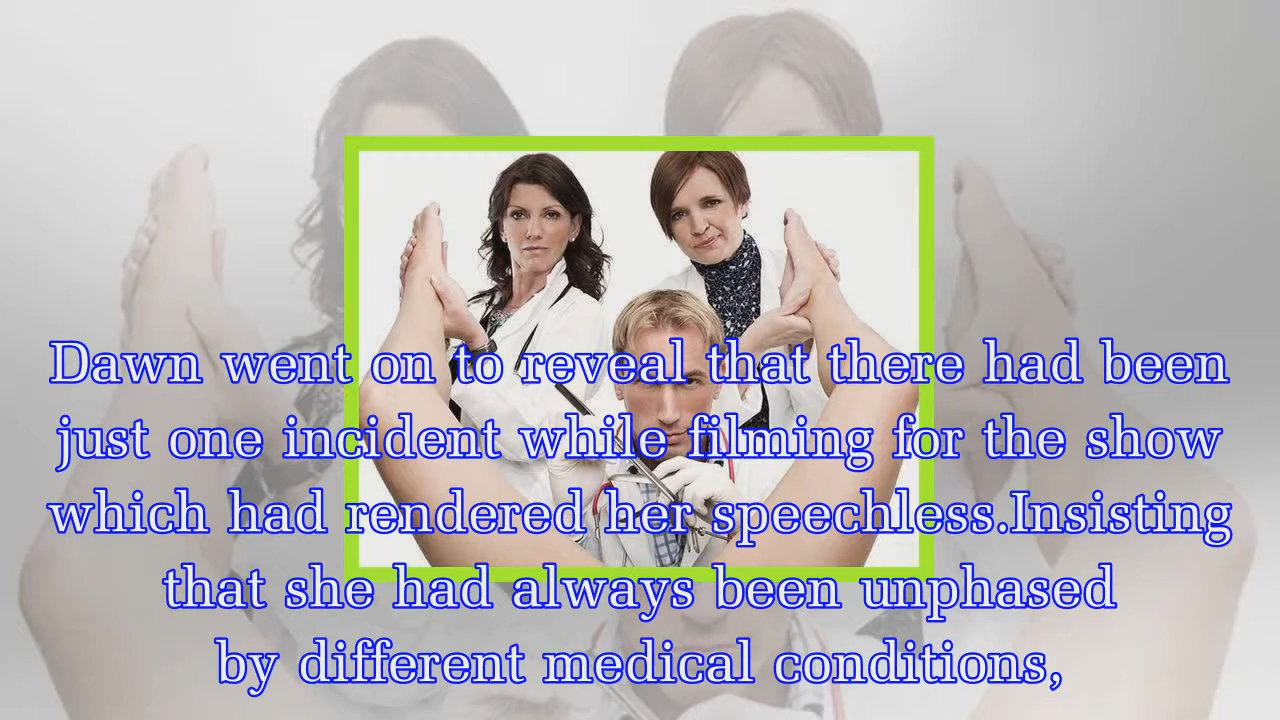 Dawn went on to reveal that there had been
just one incident while filming for the show
which had rendered her speechless.Insisting
that she had always been unphased
by different medical conditions,